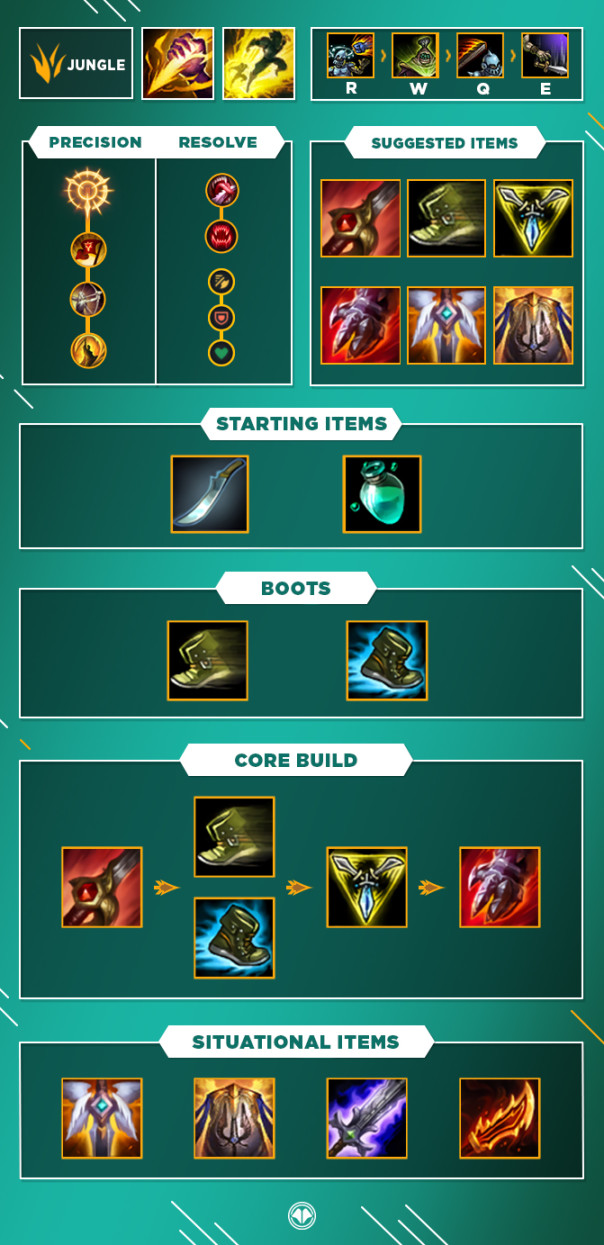 JUNGLE
R W Q E
PRECISION RESOLVE
SUGGESTED ITEMS
STARTING ITEMS
BOOTS
CORE BUILD
SITUATIONAL ITEMS